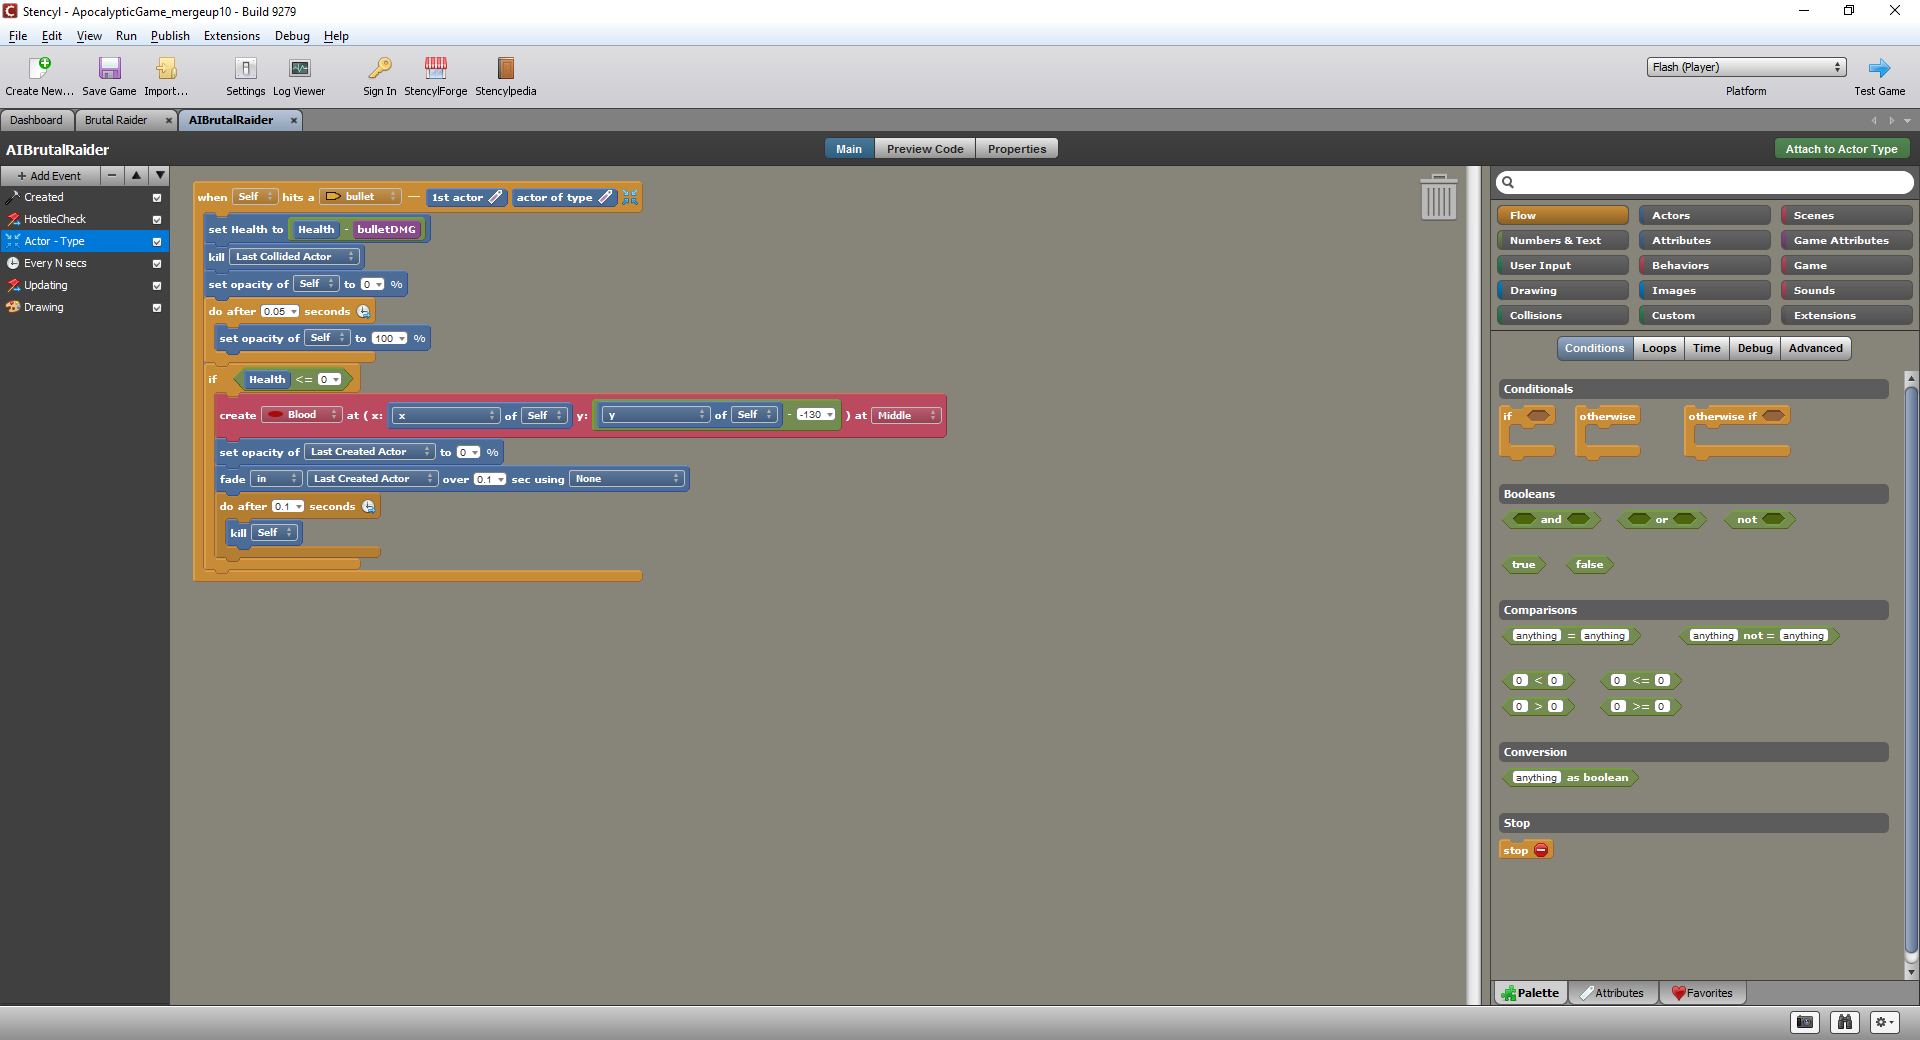 Stencyl - ApocalypticGame_mergeup10 - Build 9279
File Edit View Run Publish Extensions Debug Help
Create New... Save Game Import... Settings Log Viewer Sign In StencylForge Stencylpedia
Flash (Player)
Platform
Test Game
Dashboard Brutal Raider AIBrutalRaider
AIBrutalRaider
Main Preview Code Properties
Attach to Actor Type
+ Add Event
Created
HostileCheck
Actor - Type
Every N secs
Updating
Drawing
when Self hits a bullet — 1st actor actor of type
set Health to Health - bulletDMG
kill Last Collided Actor
set opacity of Self to 0 %
do after 0.05 seconds
set opacity of Self to 100 %
if Health <= 0
create Blood at ( x: x of Self y: y of Self - -130 ) at Middle
set opacity of Last Created Actor to 0 %
fade in Last Created Actor over 0.1 sec using None
do after 0.1 seconds
kill Self
Flow Actors Scenes
Numbers & Text Attributes Game Attributes
User Input Behaviors Game
Drawing Images Sounds
Collisions Custom Extensions
Conditions Loops Time Debug Advanced
Conditionals
if otherwise otherwise if
Booleans
and or not
true false
Comparisons
anything = anything anything not = anything
0 < 0 0 <= 0
0 > 0 0 >= 0
Conversion
anything as boolean
Stop
stop
Palette Attributes Favorites